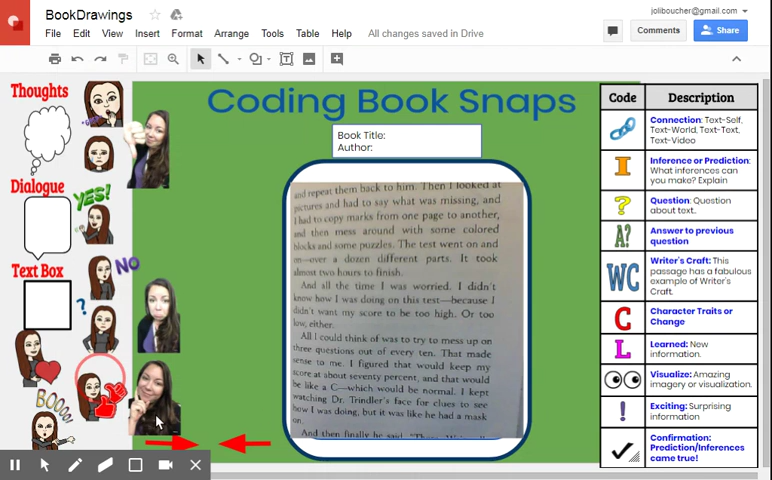 BookDrawings
joliboucher@gmail.com
File Edit View Insert Format Arrange Tools Table Help All changes saved in Drive
Comments
Share
Thoughts
Dialogue
YES!
Text Box
NO
?
BOOOO!
Coding Book Snaps
Book Title:
Author:
and repeat them back to him. Then I looked at
pictures and had to say what was missing, and
I had to copy marks from one page to another,
and then mess around with some colored
blocks and some puzzles. The test went on and
on—over a dozen different parts. It took
almost two hours to finish.
And all the time I was worried. I didn't
know how I was doing on this test—because I
didn't want my score to be too high. Or too
low, either.
All I could think of was to try to mess up on
three questions out of every ten. That made
sense to me. I figured that would keep my
score at about seventy percent, and that would
be like a C—which would be normal. I kept
watching Dr. Trindler's face for clues to see
how I was doing, but it was like he had a mask
on.
And then finally he said,
Code Description
Connection: Text-Self,
Text-World, Text-Text,
Text-Video
I
Inference or Prediction:
What inferences can
you make? Explain
?
Question: Question
about text.
A?
Answer to previous
question
WC
Writer's Craft: This
passage has a fabulous
example of Writer's
Craft.
C
Character Traits or
Change
L
Learned: New
information.
Visualize: Amazing
imagery or visualization.
!
Exciting: Surprising
information
Confirmation:
Prediction/Inferences
came true!